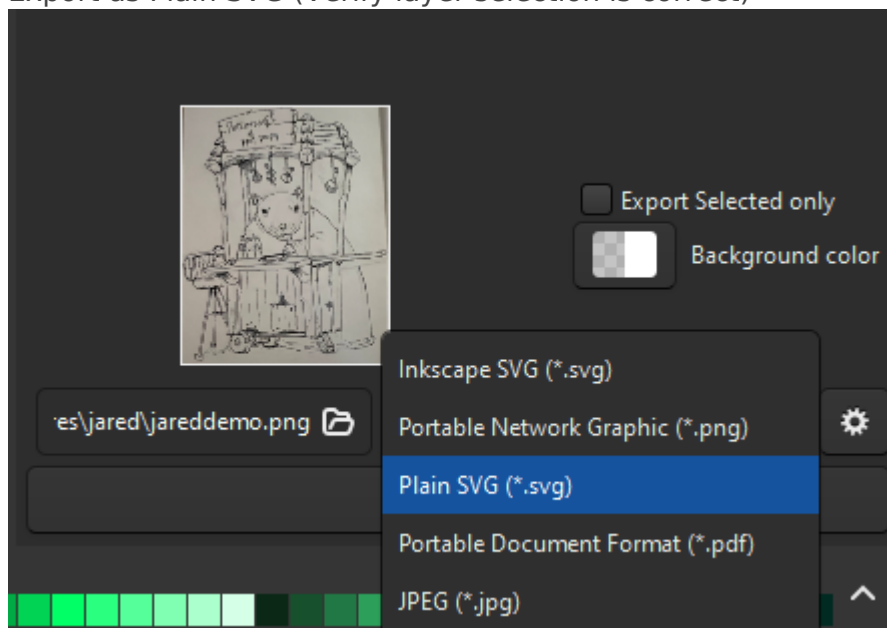 Export as Plain SVG (Verify layer Selection is correct)
Export Selected only
Background color
res\jared\jareddemo.png
Inkscape SVG (*.svg)
Portable Network Graphic (*.png)
Plain SVG (*.svg)
Portable Document Format (*.pdf)
JPEG (*.jpg)